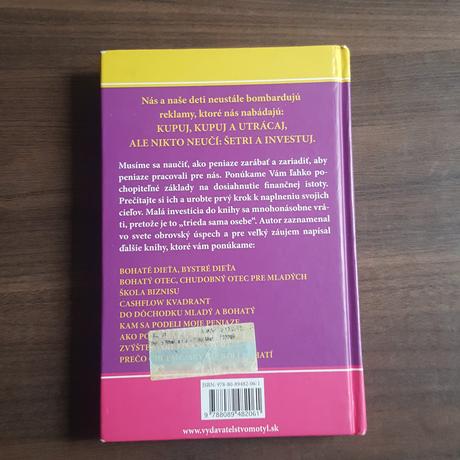 Nás a naše deti neustále bombardujú
reklamy, ktoré nás nabádajú:
KUPUJ, KUPUJ A UTRÁCAJ,
ALE NIKTO NEUČÍ: ŠETRI A INVESTUJ.
Musíme sa naučiť, ako peniaze zarábať a zariadiť, aby
peniaze pracovali pre nás. Ponúkame Vám ľahko po-
chopiteľné základy na dosiahnutie finančnej istoty.
Prečítajte si ich a urobte prvý krok k naplneniu svojich
cieľov. Malá investícia do knihy sa mnohonásobne vrá-
ti, pretože je to „trieda sama osebe“. Autor zaznamenal
vo svete obrovský úspech a pre veľký záujem napísal
ďalšie knihy, ktoré vám ponúkame:
BOHATÉ DIEŤA, BYSTRÉ DIEŤA
BOHATÝ OTEC, CHUDOBNÝ OTEC PRE MLADÝCH
ŠKOLA BIZNISU
CASHFLOW KVADRANT
DO DÔCHODKU MLADÝ A BOHATÝ
KAM SA PODELI MOJE PENIAZE
AKO
ZVÝŠTE
PREČO
ISBN: 978-80-89482-06-1
9 788089 482061
www.vydavatelstvomotyl.sk